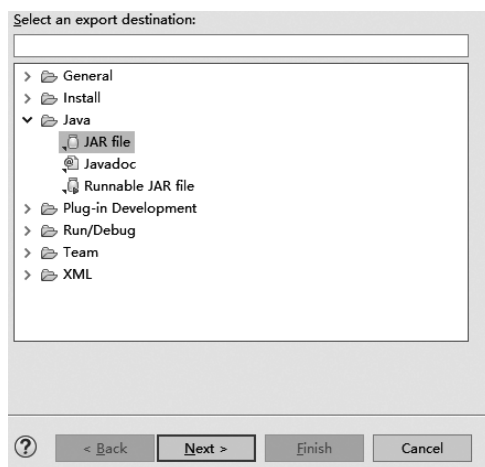 Select an export destination:
General
Install
Java
JAR file
Javadoc
Runnable JAR file
Plug-in Development
Run/Debug
Team
XML
? < Back Next > Finish Cancel